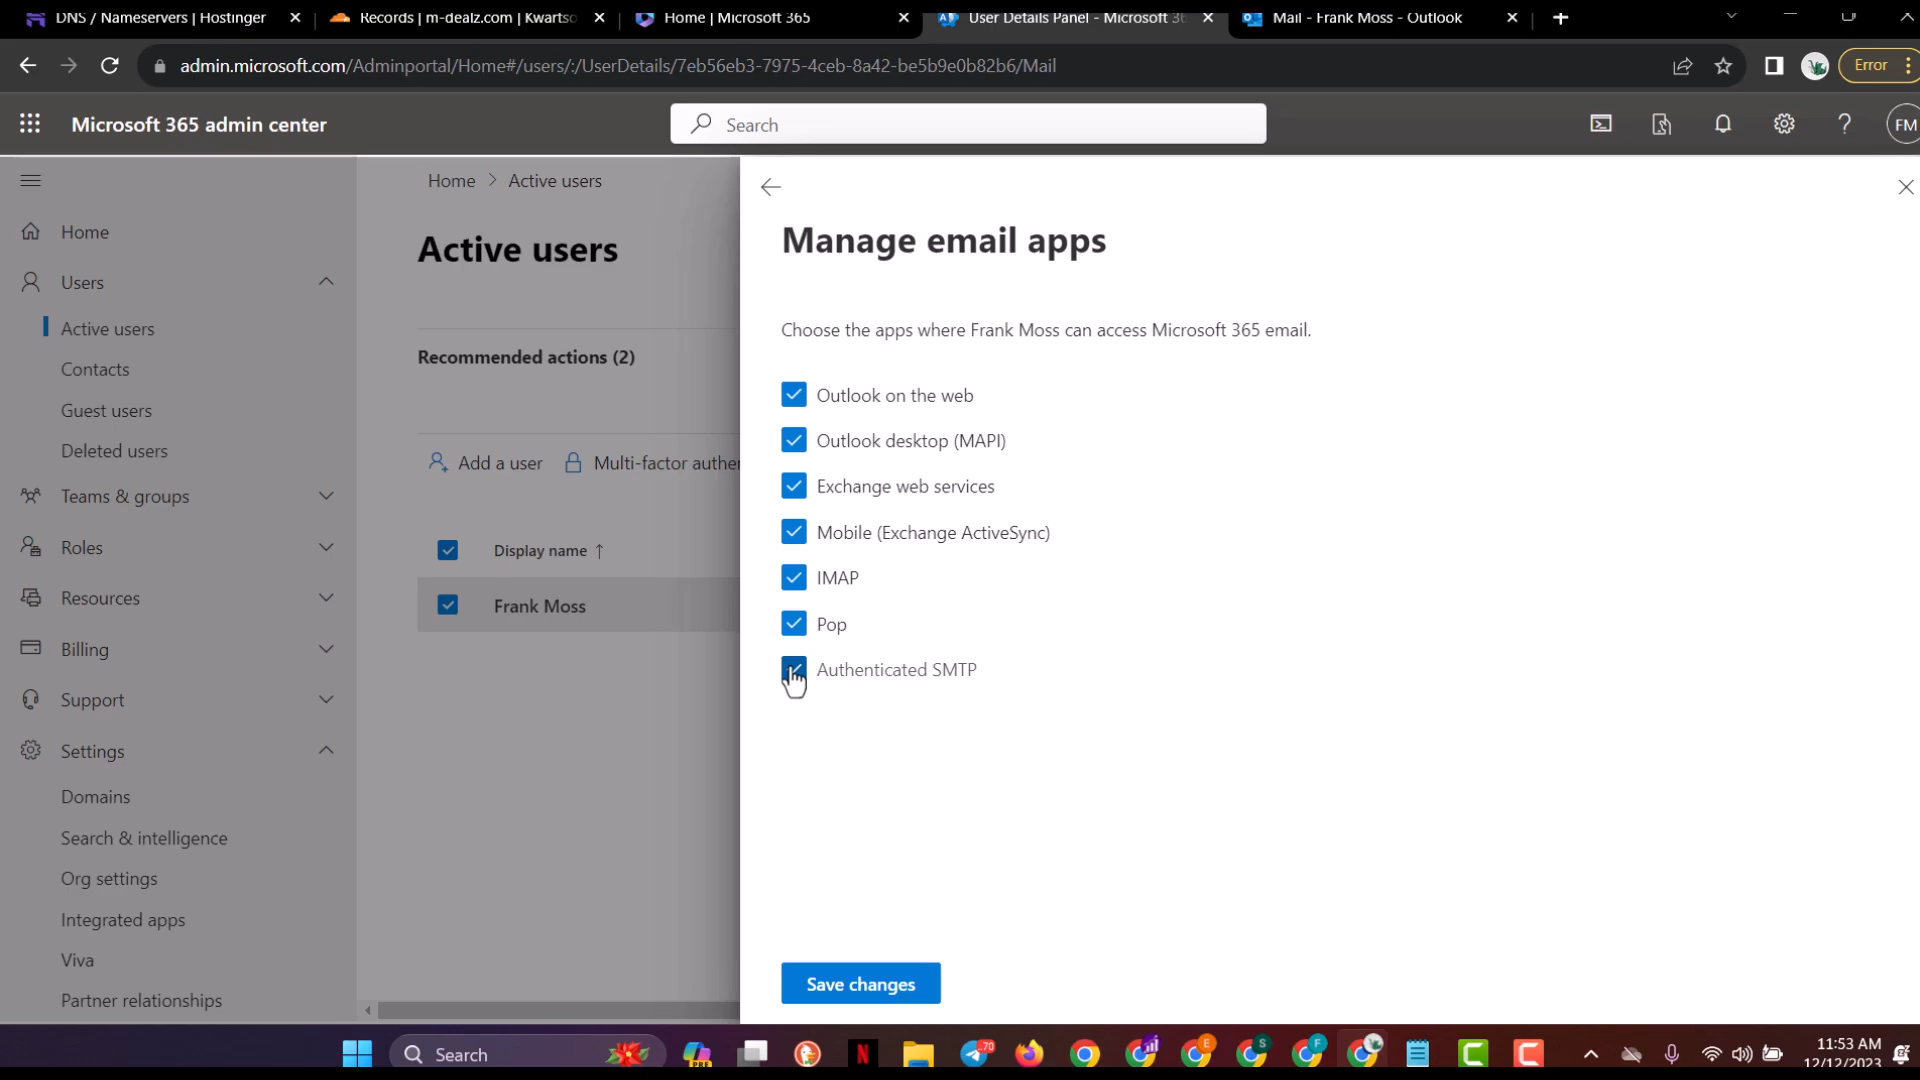 DNS / Nameservers | Hostinger
Records | m-dealz.com | Kwartso
Home | Microsoft 365
User Details Panel - Microsoft 36
Mail - Frank Moss - Outlook
admin.microsoft.com/Adminportal/Home#/users/:/UserDetails/7eb56eb3-7975-4ceb-8a42-be5b9e0b82b6/Mail
Error
Microsoft 365 admin center
Search
FM
Home
Users
Active users
Contacts
Guest users
Deleted users
Teams & groups
Roles
Resources
Billing
Support
Settings
Domains
Search & intelligence
Org settings
Integrated apps
Viva
Partner relationships
Home > Active users
Active users
Recommended actions (2)
Add a user
Multi-factor authen
Display name ↑
Frank Moss
Manage email apps
Choose the apps where Frank Moss can access Microsoft 365 email.
Outlook on the web
Outlook desktop (MAPI)
Exchange web services
Mobile (Exchange ActiveSync)
IMAP
Pop
Authenticated SMTP
Save changes
Search
PRE
N
70
E
S
F
11:53 AM
12/12/2023